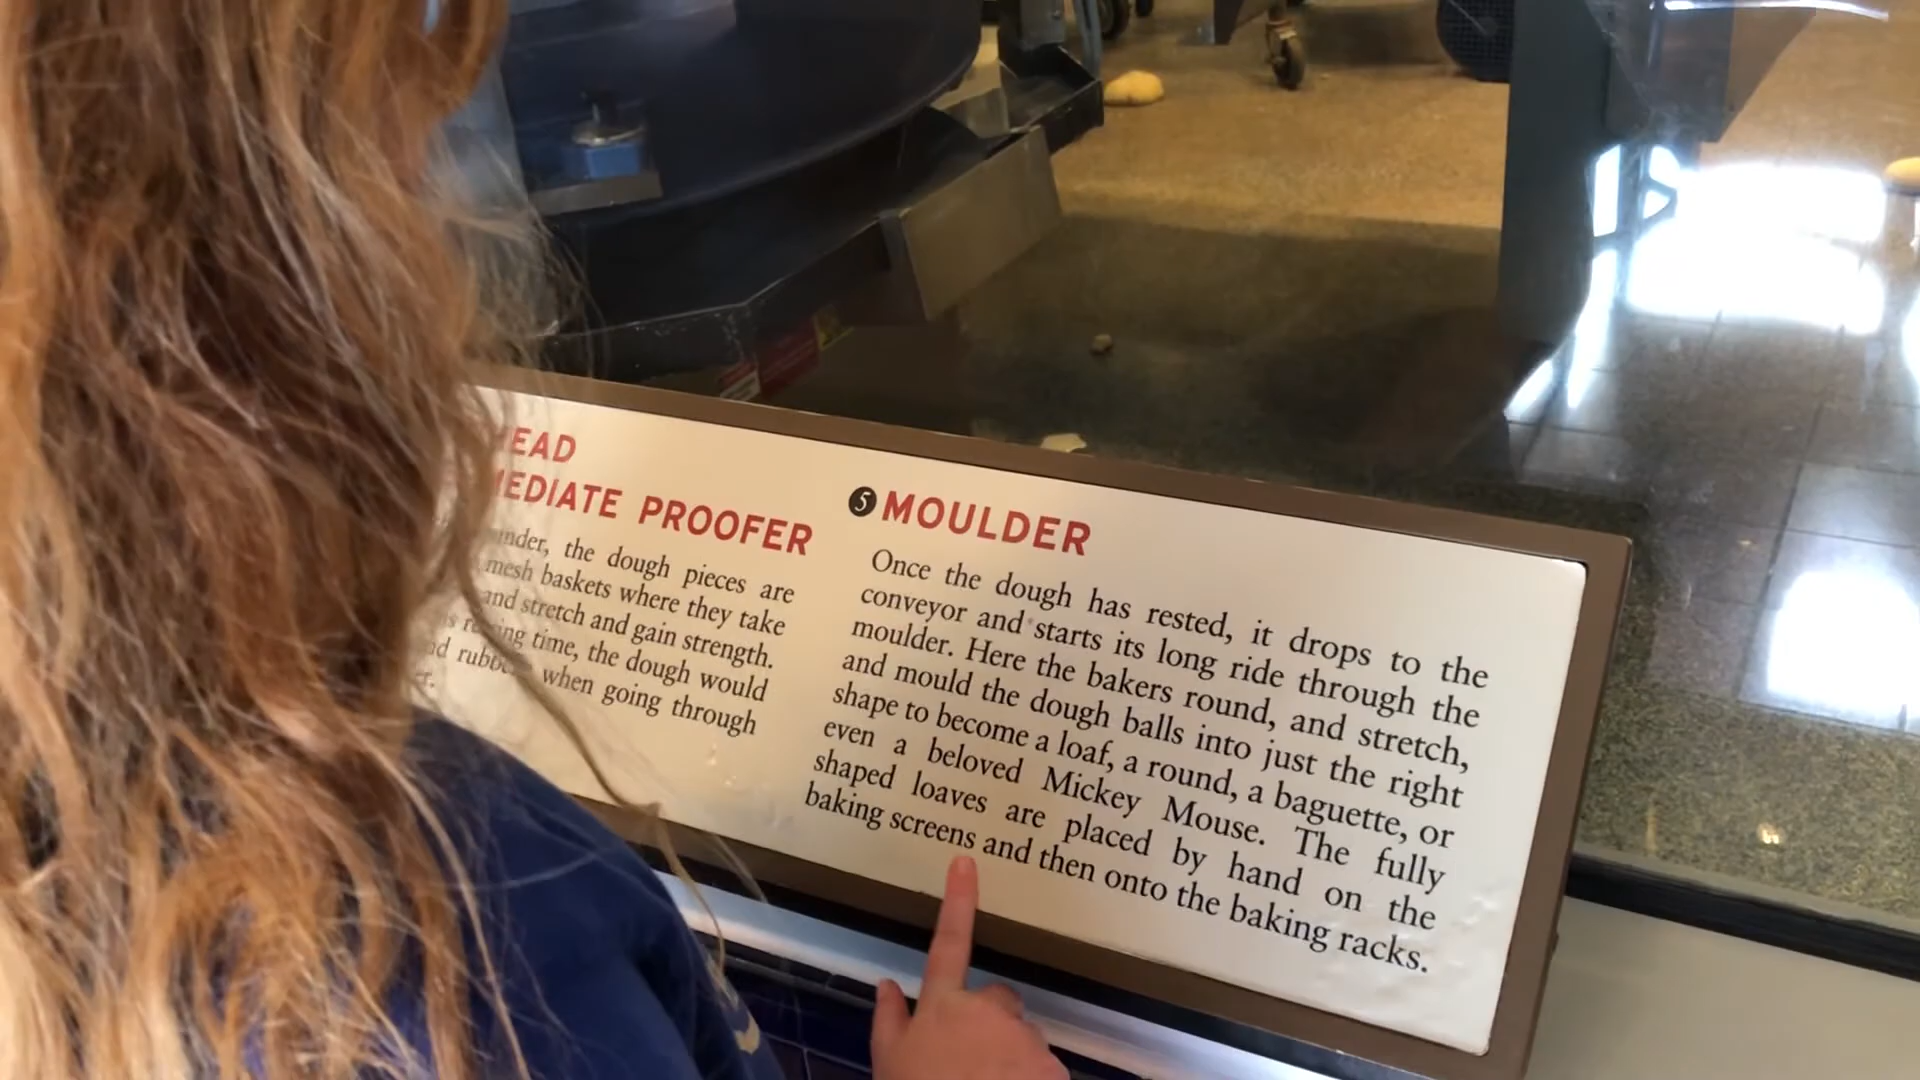 PROOFER
the dough pieces are
mesh baskets where they take
and stretch and gain strength.
time, the dough would
when going through
5 MOULDER
Once the dough has rested, it drops to the
conveyor and starts its long ride through the
moulder. Here the bakers round, and stretch,
and mould the dough balls into just the right
shape to become a loaf, a round, a baguette, or
even a beloved Mickey Mouse. The fully
shaped loaves are placed by hand on the
baking screens and then onto the baking racks.